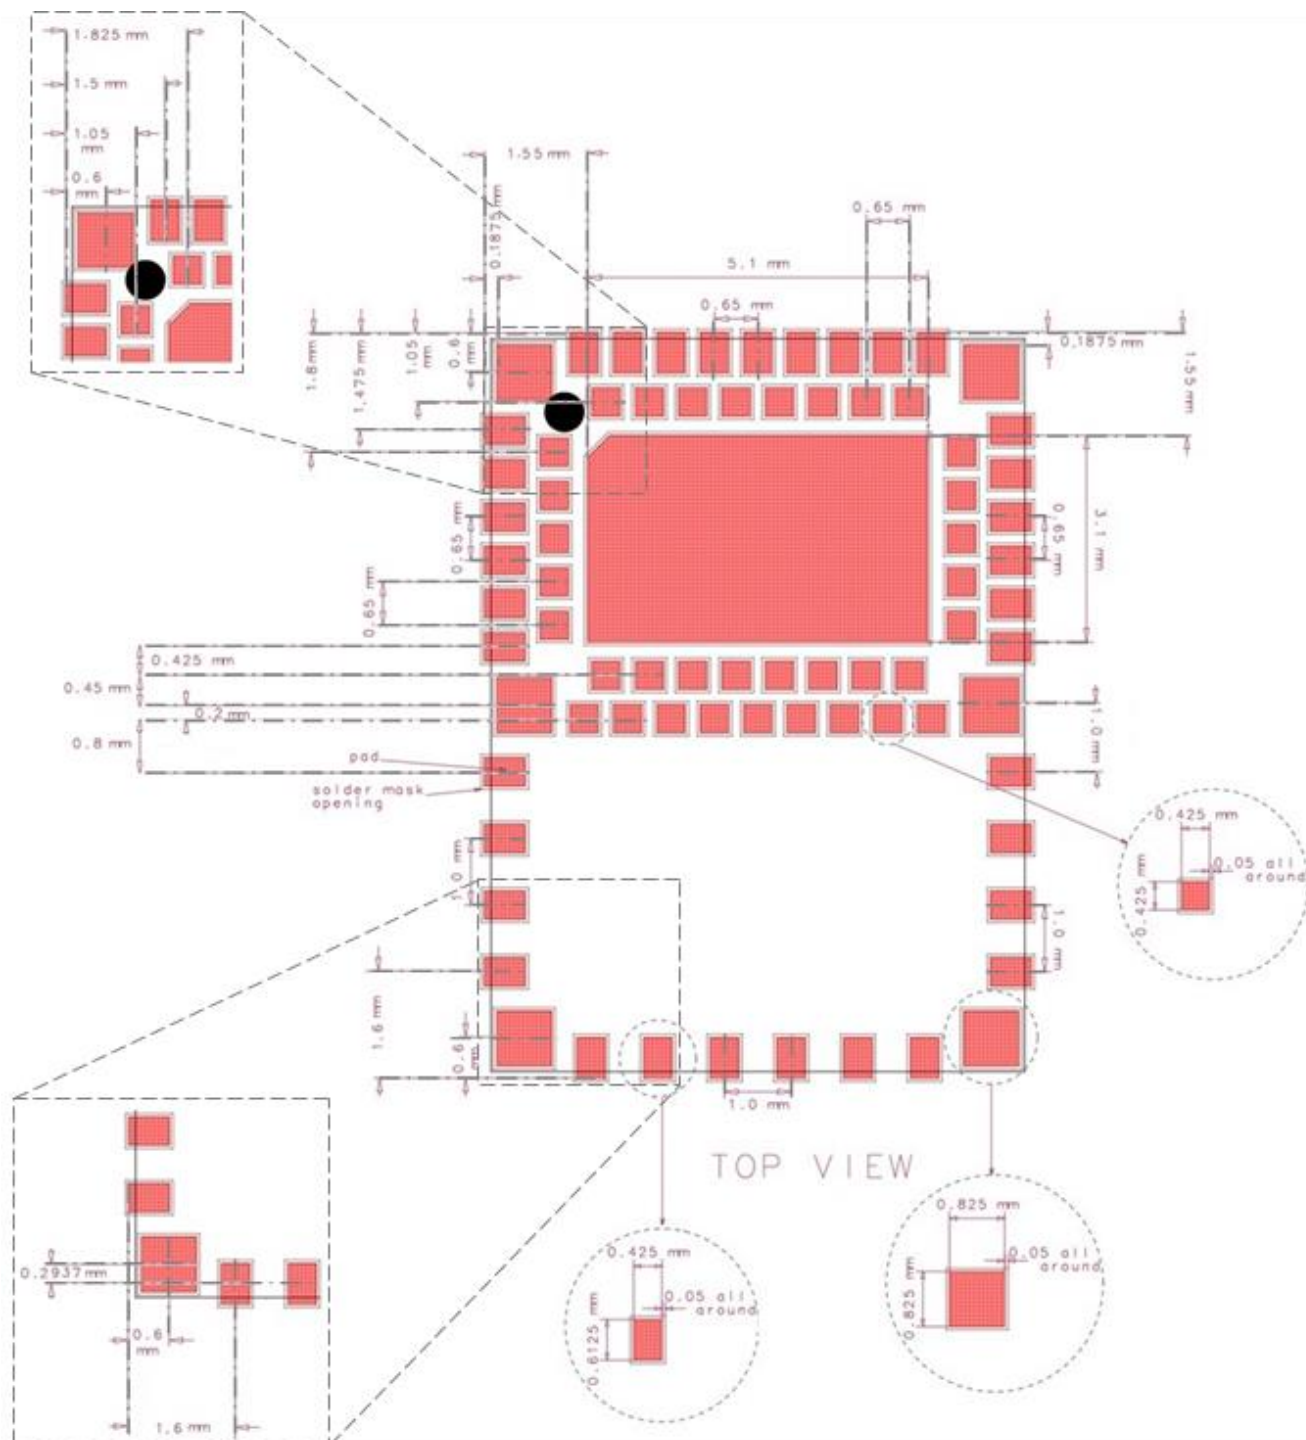 1.825 mm
1.5 mm
1.05
mm
0.6
mm
1.55 mm
0.1875 mm
0.65 mm
5.1 mm
0.65 mm
1.8 mm
1.475 mm
1.05
mm
0.6
mm
0.1875 mm
1.55 mm
0.65 mm
3.1 mm
0.65 mm
0.65 mm
0.425 mm
0.45 mm
0.2 mm
0.8 mm
1.0 mm
pad
solder mask
opening
0.425 mm
0.05 all
around
0.425 mm
1.0 mm
1.0 mm
1.6 mm
0.6
mm
1.0 mm
TOP VIEW
0.825 mm
0.05 all
around
0.825 mm
0.425 mm
0.05 all
around
0.6125 mm
0.2937 mm
0.6
mm
1.6 mm